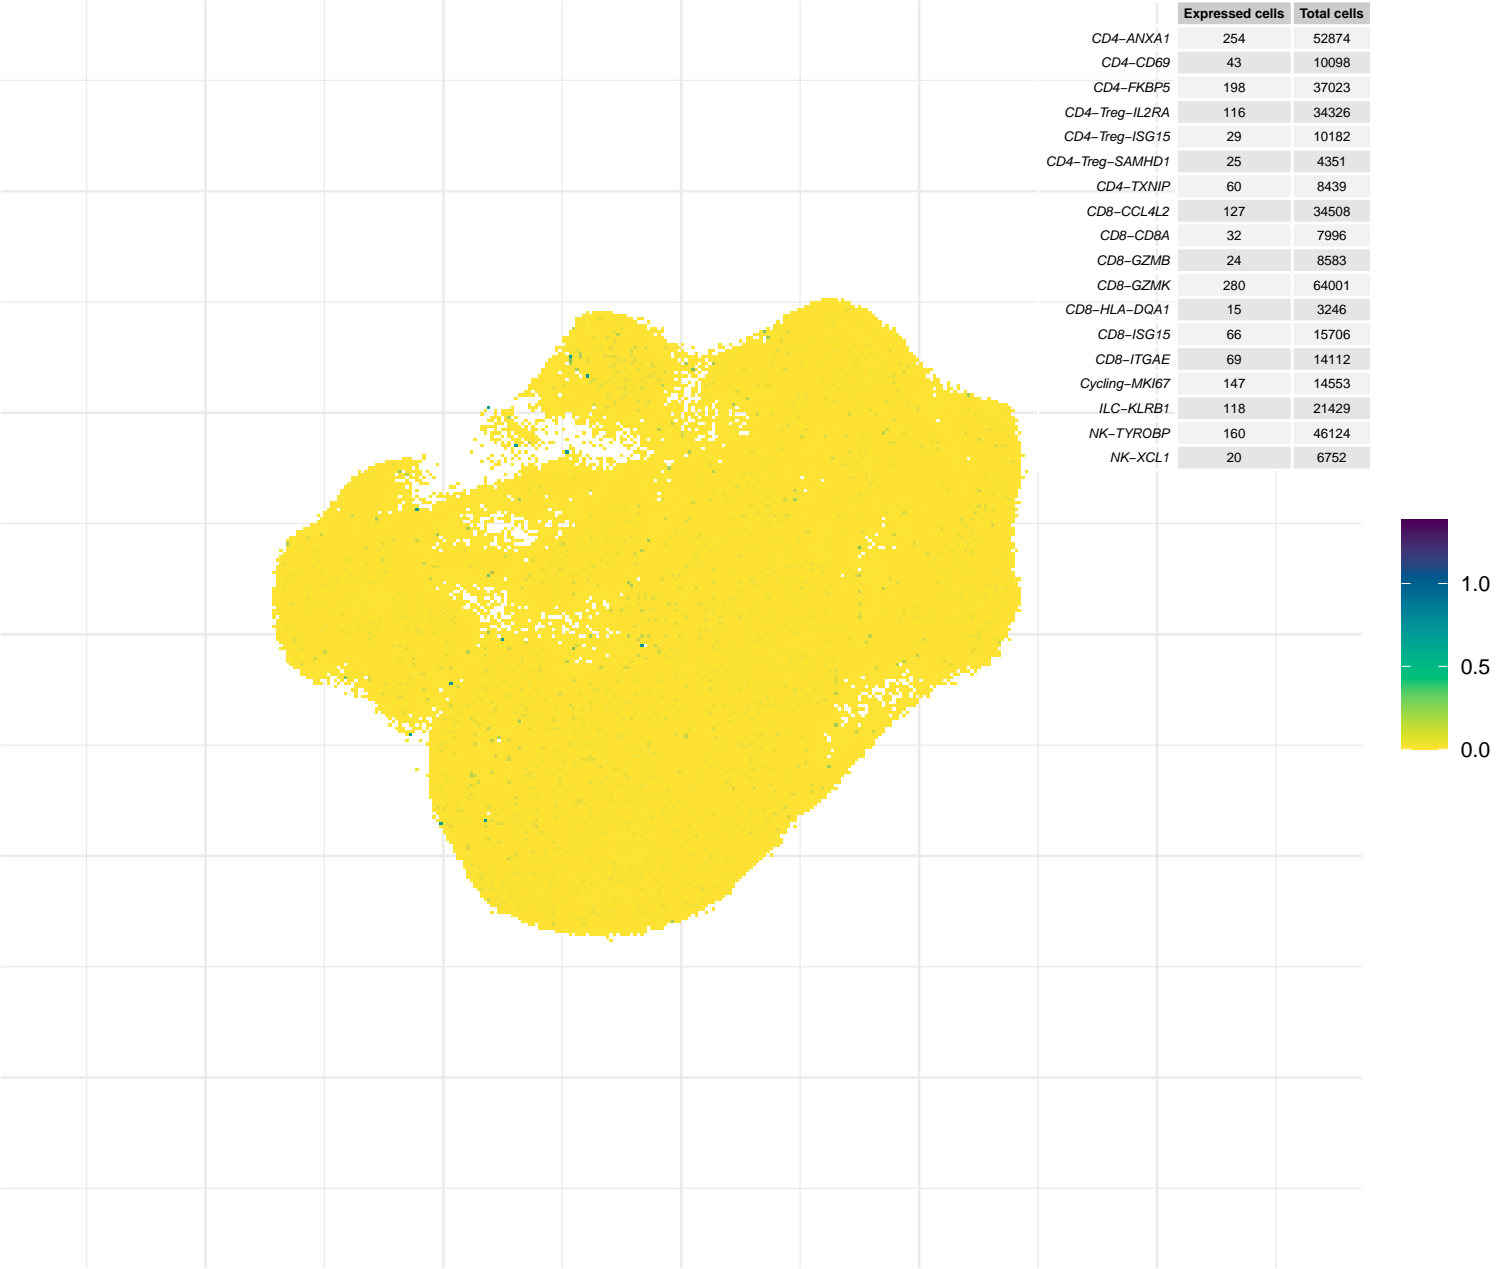 Expressed cells Total cells
CD4−ANXA1 254 52874
CD4−CD69 43 10098
CD4−FKBP5 198 37023
CD4−Treg−IL2RA 116 34326
CD4−Treg−ISG15 29 10182
CD4−Treg−SAMHD1 25 4351
CD4−TXNIP 60 8439
CD8−CCL4L2 127 34508
CD8−CD8A 32 7996
CD8−GZMB 24 8583
CD8−GZMK 280 64001
CD8−HLA−DQA1 15 3246
CD8−ISG15 66 15706
CD8−ITGAE 69 14112
Cycling−MKI67 147 14553
ILC−KLRB1 118 21429
NK−TYROBP 160 46124
NK−XCL1 20 6752
1.0
0.5
0.0